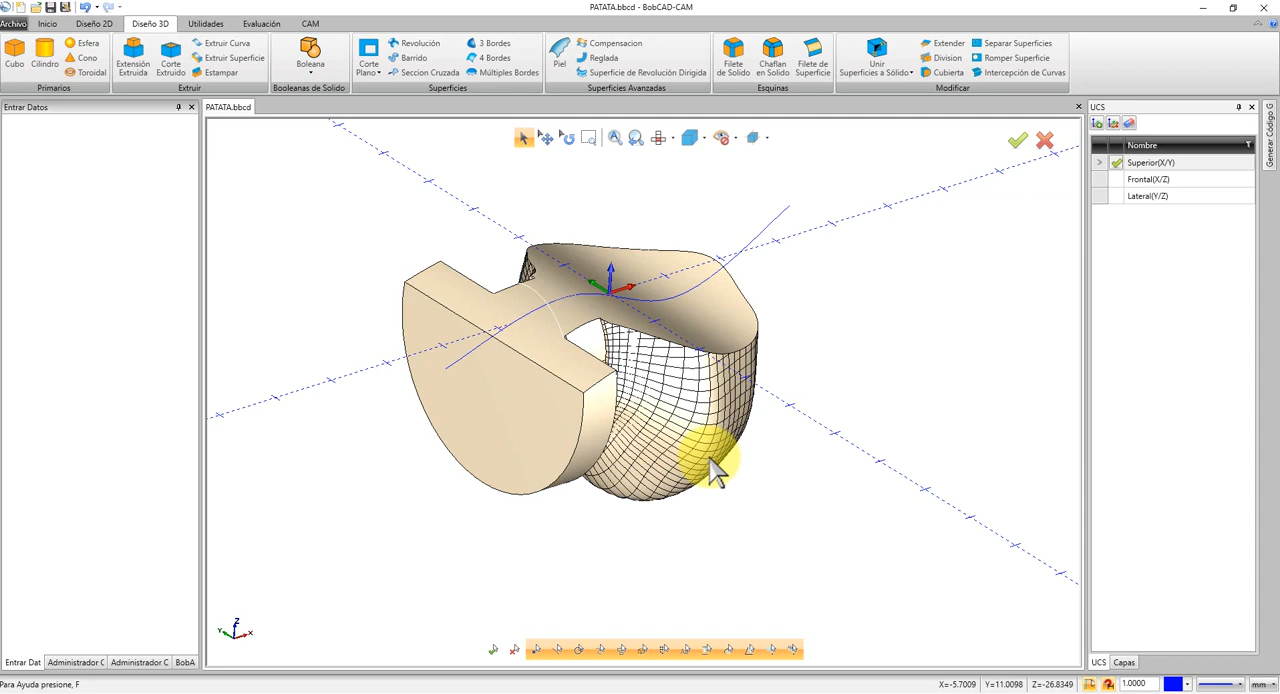 PATATA.bbcd - BobCAD-CAM
Archivo Inicio Diseño 2D Diseño 3D Utilidades Evaluación CAM
Cubo
Cilindro
Esfera
Cono
Toroidal
Primarios
Extensión Extruida
Corte Extruido
Extruir Curva
Extruir Superficie
Estampar
Extruir
Boleana
Booleanas de Solido
Corte Plano
Revolución
Barrido
Sección Cruzada
3 Bordes
4 Bordes
Múltiples Bordes
Superficies
Piel
Compensacion
Reglada
Superficie de Revolución Dirigida
Superficies Avanzadas
Filete de Solido
Chaflan en Solido
Filete de Superficie
Esquinas
Unir Superficies a Sólido
Extender
Division
Cubierta
Separar Superficies
Romper Superficie
Intercepción de Curvas
Modificar
Entrar Datos
PATATA.bbcd
UCS
Nombre
Superior(X/Y)
Frontal(X/Z)
Lateral(Y/Z)
Generar Código G
Z
Y
X
Entrar Dat Administrador C Administrador C BobA
UCS Capas
Para Ayuda presione, F
X=-5.7009 Y=11.0098 Z=-26.8349 1.0000 mm